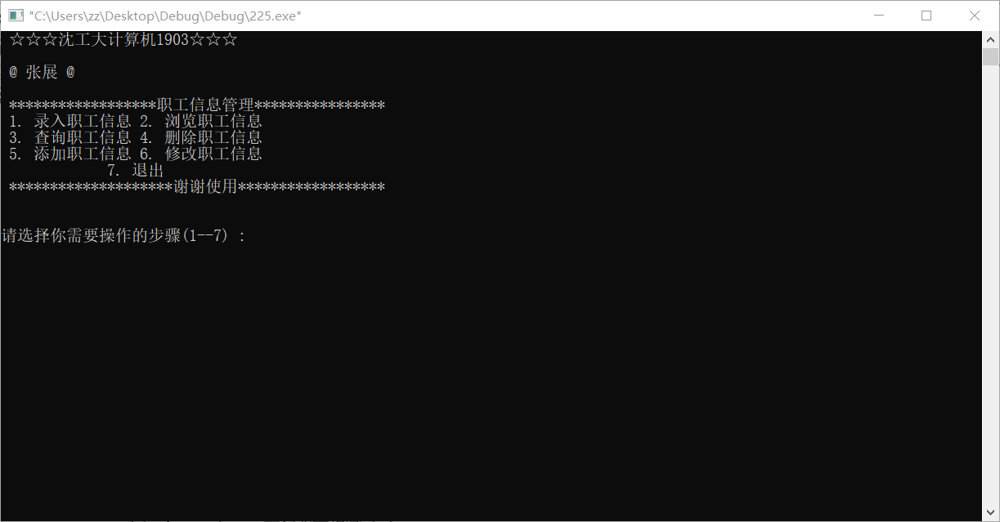 "C:\Users\zz\Desktop\Debug\Debug\225.exe"
☆☆☆沈工大计算机1903☆☆☆
@ 张展 @
******************职工信息管理****************
1. 录入职工信息 2. 浏览职工信息
3. 查询职工信息 4. 删除职工信息
5. 添加职工信息 6. 修改职工信息
7. 退出
********************谢谢使用******************
请选择你需要操作的步骤(1--7) :